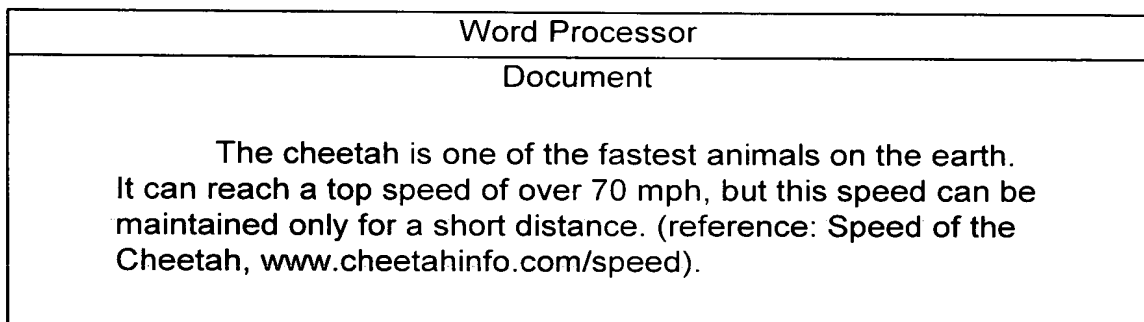 Word Processor
Document
The cheetah is one of the fastest animals on the earth.
It can reach a top speed of over 70 mph, but this speed can be
maintained only for a short distance. (reference: Speed of the
Cheetah, www.cheetahinfo.com/speed).